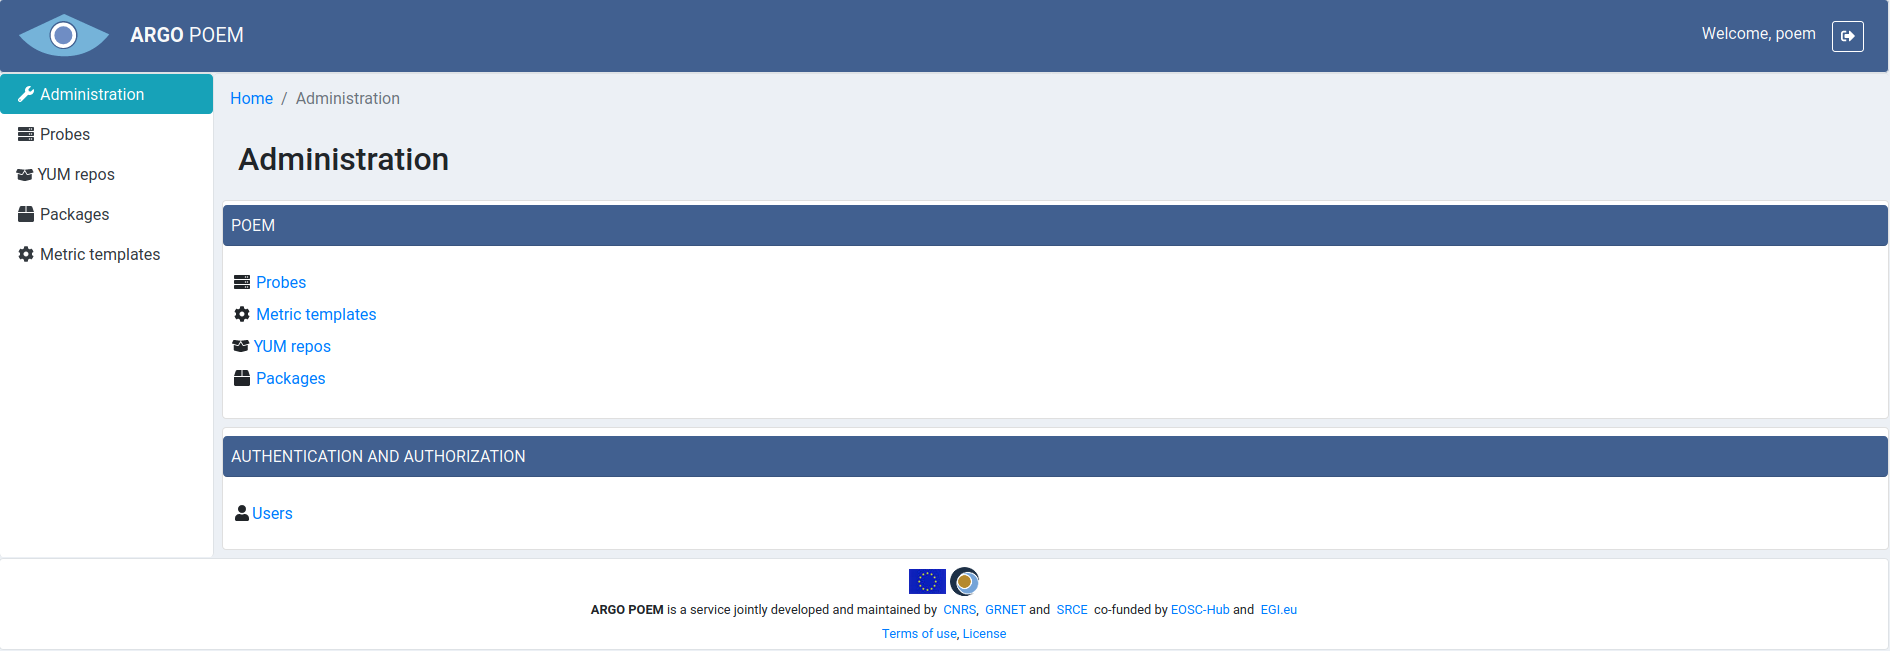 ARGO POEM
Welcome, poem
Administration
Probes
YUM repos
Packages
Metric templates
Home / Administration
Administration
POEM
Probes
Metric templates
YUM repos
Packages
AUTHENTICATION AND AUTHORIZATION
Users
ARGO POEM is a service jointly developed and maintained by CNRS, GRNET and SRCE co-funded by EOSC-Hub and EGI.eu
Terms of use, License